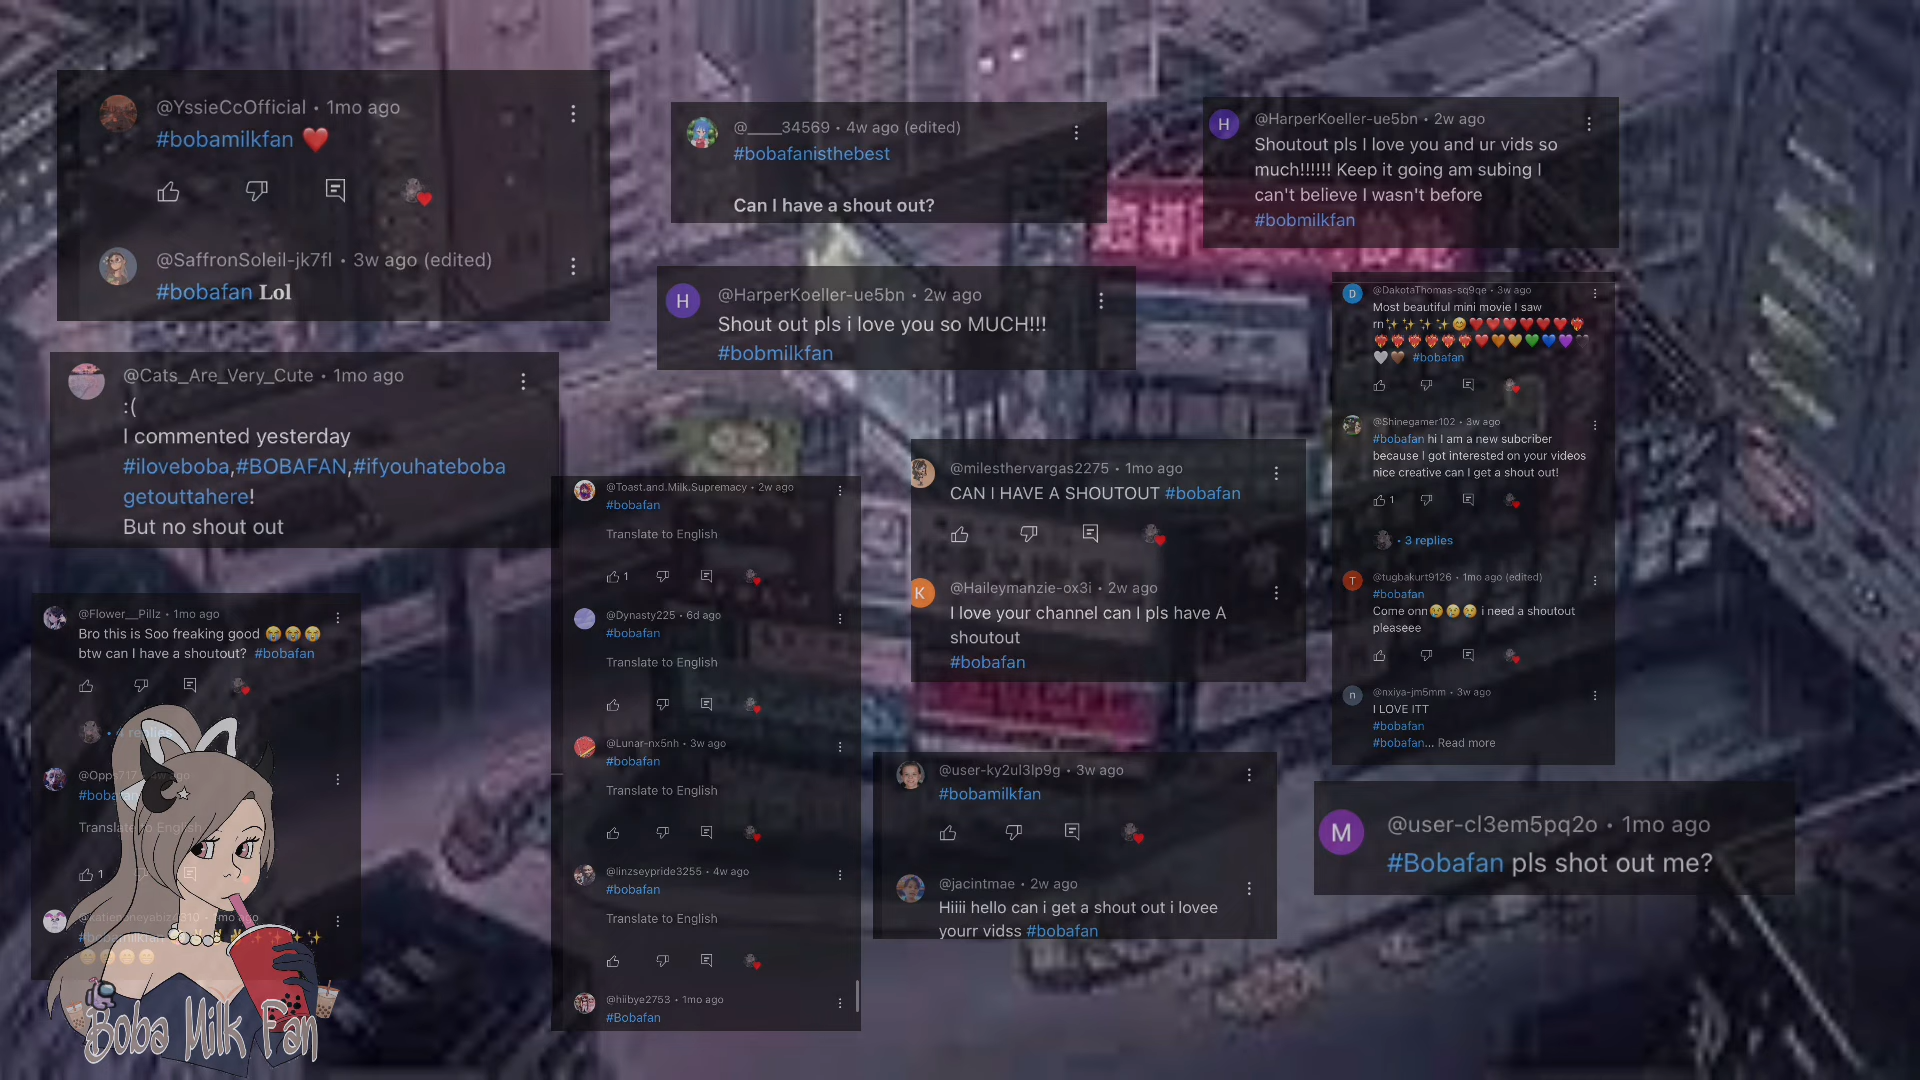 @YssieCcOfficial • 1mo ago
#bobamilkfan ❤️
@SaffronSoleil-jk7fl • 3w ago (edited)
#bobafan Lol
@_____34569 • 4w ago (edited)
#bobafanisthebest
Can I have a shout out?
@HarperKoeller-ue5bn • 2w ago
Shoutout pls I love you and ur vids so
much!!!!!! Keep it going am subing I
can't believe I wasn't before
#bobmilkfan
@HarperKoeller-ue5bn • 2w ago
Shout out pls i love you so MUCH!!!
#bobmilkfan
@Cats_Are_Very_Cute • 1mo ago
:(
I commented yesterday
#iloveboba,#BOBAFAN,#ifyouhateboba
getouttahere!
But no shout out
@Toast.and.Milk.Supremacy • 2w ago
#bobafan
Translate to English
1
@Dynasty225 • 6d ago
#bobafan
Translate to English
@Lunar-nx5nh • 3w ago
#bobafan
Translate to English
@linzseypride3255 • 4w ago
#bobafan
Translate to English
@hiibye2753 • 1mo ago
#Bobafan
@milesthervargas2275 • 1mo ago
CAN I HAVE A SHOUTOUT #bobafan
K
@Haileymanzie-ox3i • 2w ago
I love your channel can I pls have A
shoutout
#bobafan
D
@DakotaThomas-sq9qe • 3w ago
Most beautiful mini movie I saw
rn
#bobafan
@Shinegamer102 • 3w ago
#bobafan hi I am a new subcriber
because I got interested on your videos
nice creative can I get a shout out!
1
• 3 replies
T
@tugbakurt9126 • 1mo ago (edited)
#bobafan
Come onn😢😢😢 i need a shoutout
pleaseee
n
@nxiya-jm5mm • 3w ago
I LOVE ITT
#bobafan
#bobafan... Read more
@Flower__Pillz • 1mo ago
Bro this is Soo freaking good 😭😭😭
btw can I have a shoutout? #bobafan
replies
Translate to English
1
@user-ky2ul3lp9g • 3w ago
#bobamilkfan
@jacintmae • 2w ago
Hiiii hello can i get a shout out i lovee
yourr vidss #bobafan
M
@user-cl3em5pq2o • 1mo ago
#Bobafan pls shot out me?
Boba Milk Fan